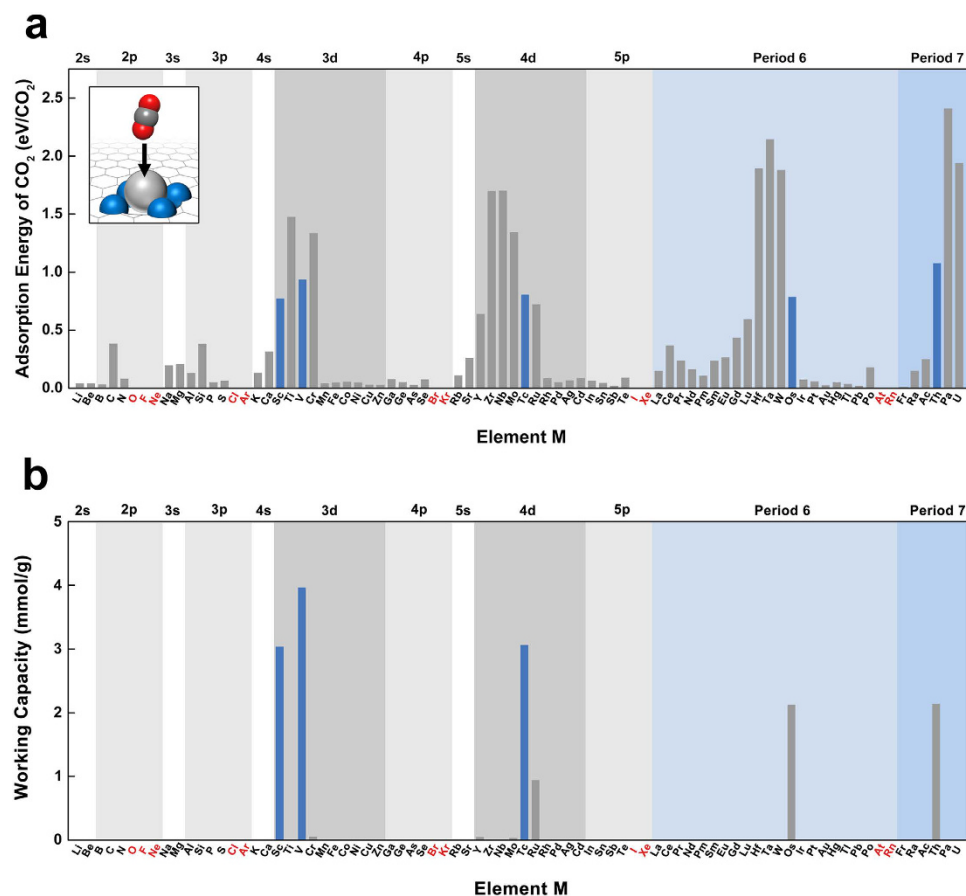 a
2s 2p 3s 3p 4s 3d 4p 5s 4d 5p Period 6 Period 7
Adsorption Energy of CO₂ (eV/CO₂)
2.5
2.0
1.5
1.0
0.5
0.0
Li Be B C N O F Ne Na Mg Al Si P S Cl Ar K Ca Sc Ti V Cr Mn Fe Co Ni Cu Zn Ga Ge As Se Br Kr Rb Sr Y Zr Nb Mo Tc Ru Rh Pd Ag Cd In Sn Sb Te I Xe La Ce Pr Nd Pm Sm Eu Gd Lu Hf Ta W Os Ir Pt Au Hg Tl Pb Po At Rn Fr Ra Ac Th Pa U
Element M
b
2s 2p 3s 3p 4s 3d 4p 5s 4d 5p Period 6 Period 7
Working Capacity (mmol/g)
5
4
3
2
1
0
Li Be B C N O F Ne Na Mg Al Si P S Cl Ar K Ca Sc Ti V Cr Mn Fe Co Ni Cu Zn Ga Ge As Se Br Kr Rb Sr Y Zr Nb Mo Tc Ru Rh Pd Ag Cd In Sn Sb Te I Xe La Ce Pr Nd Pm Sm Eu Gd Lu Hf Ta W Os Ir Pt Au Hg Tl Pb Po At Rn Fr Ra Ac Th Pa U
Element M